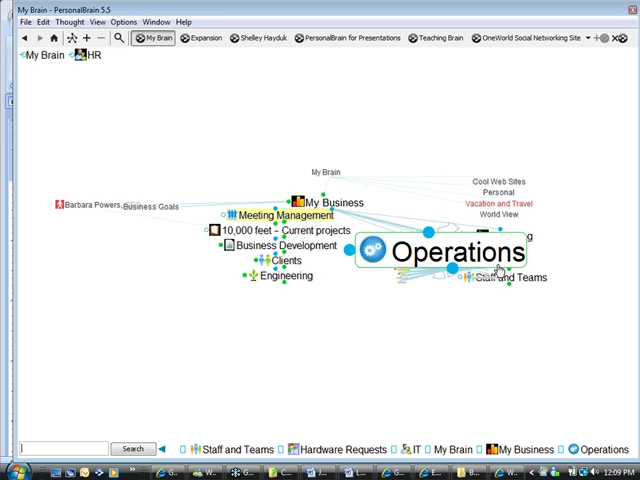 My Brain - PersonalBrain 5.5
File Edit Thought View Options Window Help
My Brain Expansion Shelley Hayduk PersonalBrain for Presentations Teaching Brain OneWorld Social Networking Site
My Brain HR
My Brain
Cool Web Sites
Personal
Vacation and Travel
World View
Barbara Powers,
Business Goals
My Business
Meeting Management
10,000 feet - Current projects
Business Development
Operations
Clients
Engineering
Staff and Teams
Search
Staff and Teams Hardware Requests IT My Brain My Business Operations
12:09 PM